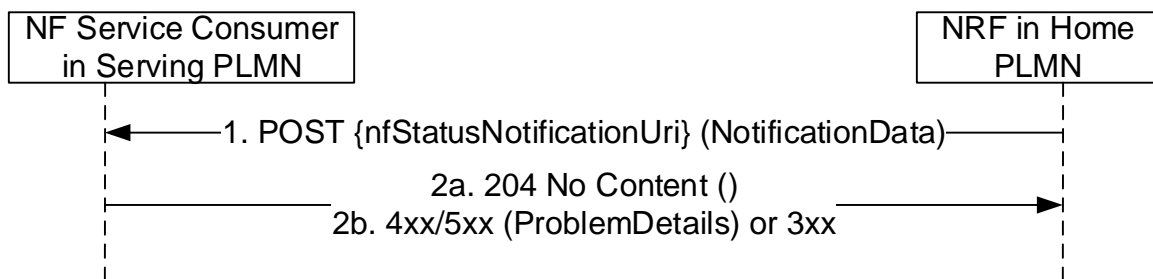 NF Service Consumer
in Serving PLMN
NRF in Home
PLMN
1. POST {nfStatusNotificationUri} (NotificationData)
2a. 204 No Content ()
2b. 4xx/5xx (ProblemDetails) or 3xx